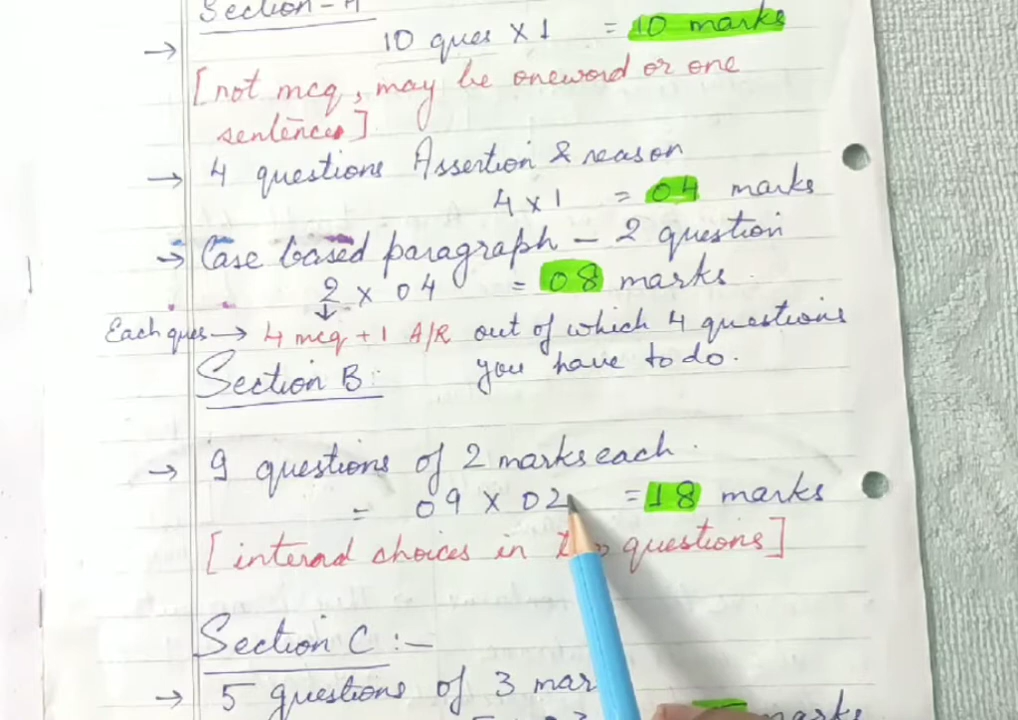 Section - A
→ 10 ques × 1 = 10 marks
[not mcq, may be oneword or one
sentences]
→ 4 questions Assertion & reason
4 × 1 = 04 marks
→ Case based paragraph - 2 question
2 × 04 = 08 marks.
Each ques → 4 mcq + 1 A/R out of which 4 questions
you have to do.
Section B:
→ 9 questions of 2 marks each.
= 09 × 02 = 18 marks
[internal choices in questions]
Section C :-
→ 5 questions of 3 mar
marks